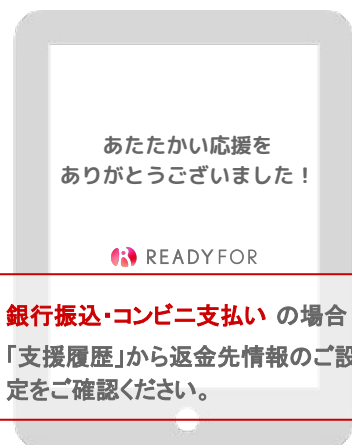 あたたかい応援を
ありがとうございました！
READYFOR
銀行振込・コンビニ支払い の場合
「支援履歴」から返金先情報のご設
定をご確認ください。